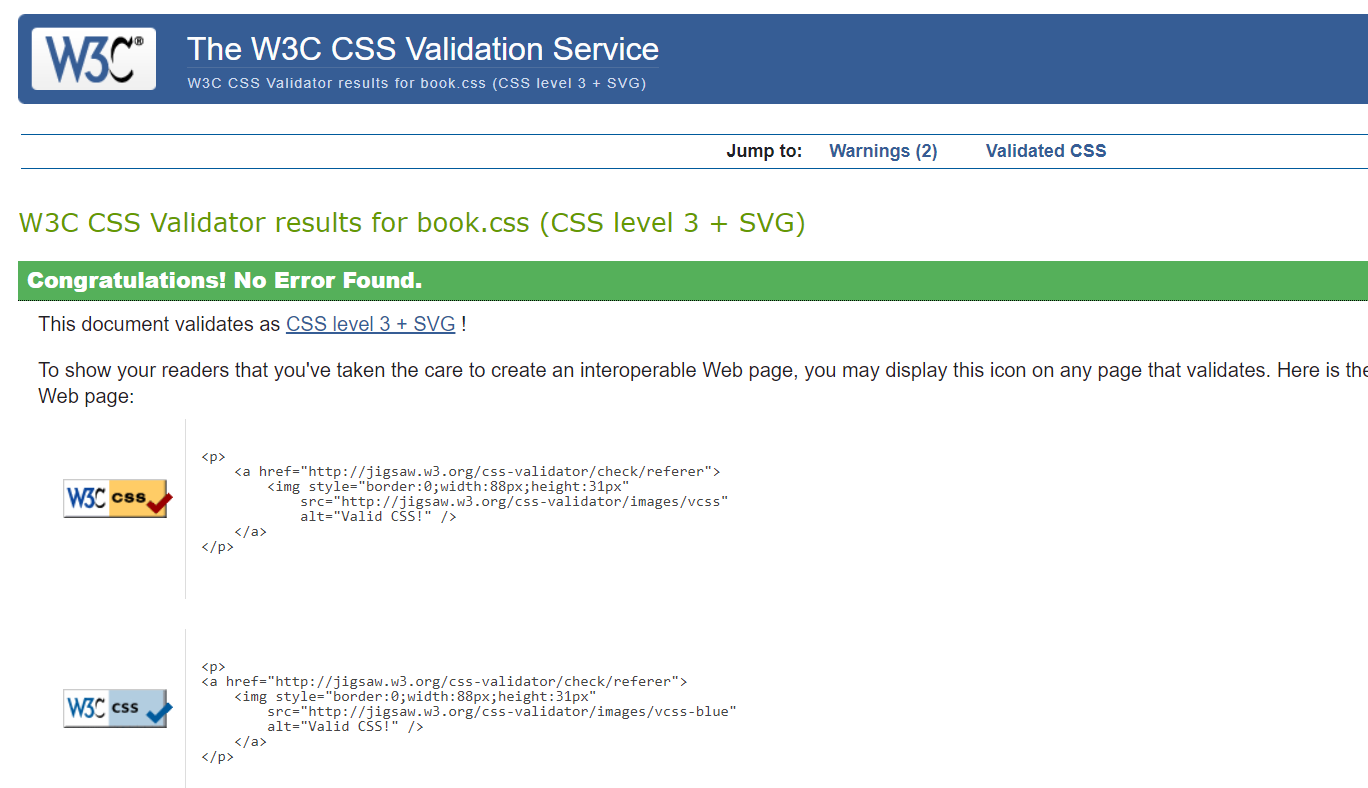 W3C®
The W3C CSS Validation Service
W3C CSS Validator results for book.css (CSS level 3 + SVG)
Jump to: Warnings (2) Validated CSS
W3C CSS Validator results for book.css (CSS level 3 + SVG)
Congratulations! No Error Found.
This document validates as CSS level 3 + SVG !
To show your readers that you've taken the care to create an interoperable Web page, you may display this icon on any page that validates. Here is the
Web page:
W3C css
<p>
    <a href="http://jigsaw.w3.org/css-validator/check/referer">
        <img style="border:0;width:88px;height:31px"
            src="http://jigsaw.w3.org/css-validator/images/vcss"
            alt="Valid CSS!" />
    </a>
</p>
W3C css
<p>
<a href="http://jigsaw.w3.org/css-validator/check/referer">
    <img style="border:0;width:88px;height:31px"
        src="http://jigsaw.w3.org/css-validator/images/vcss-blue"
        alt="Valid CSS!" />
    </a>
</p>